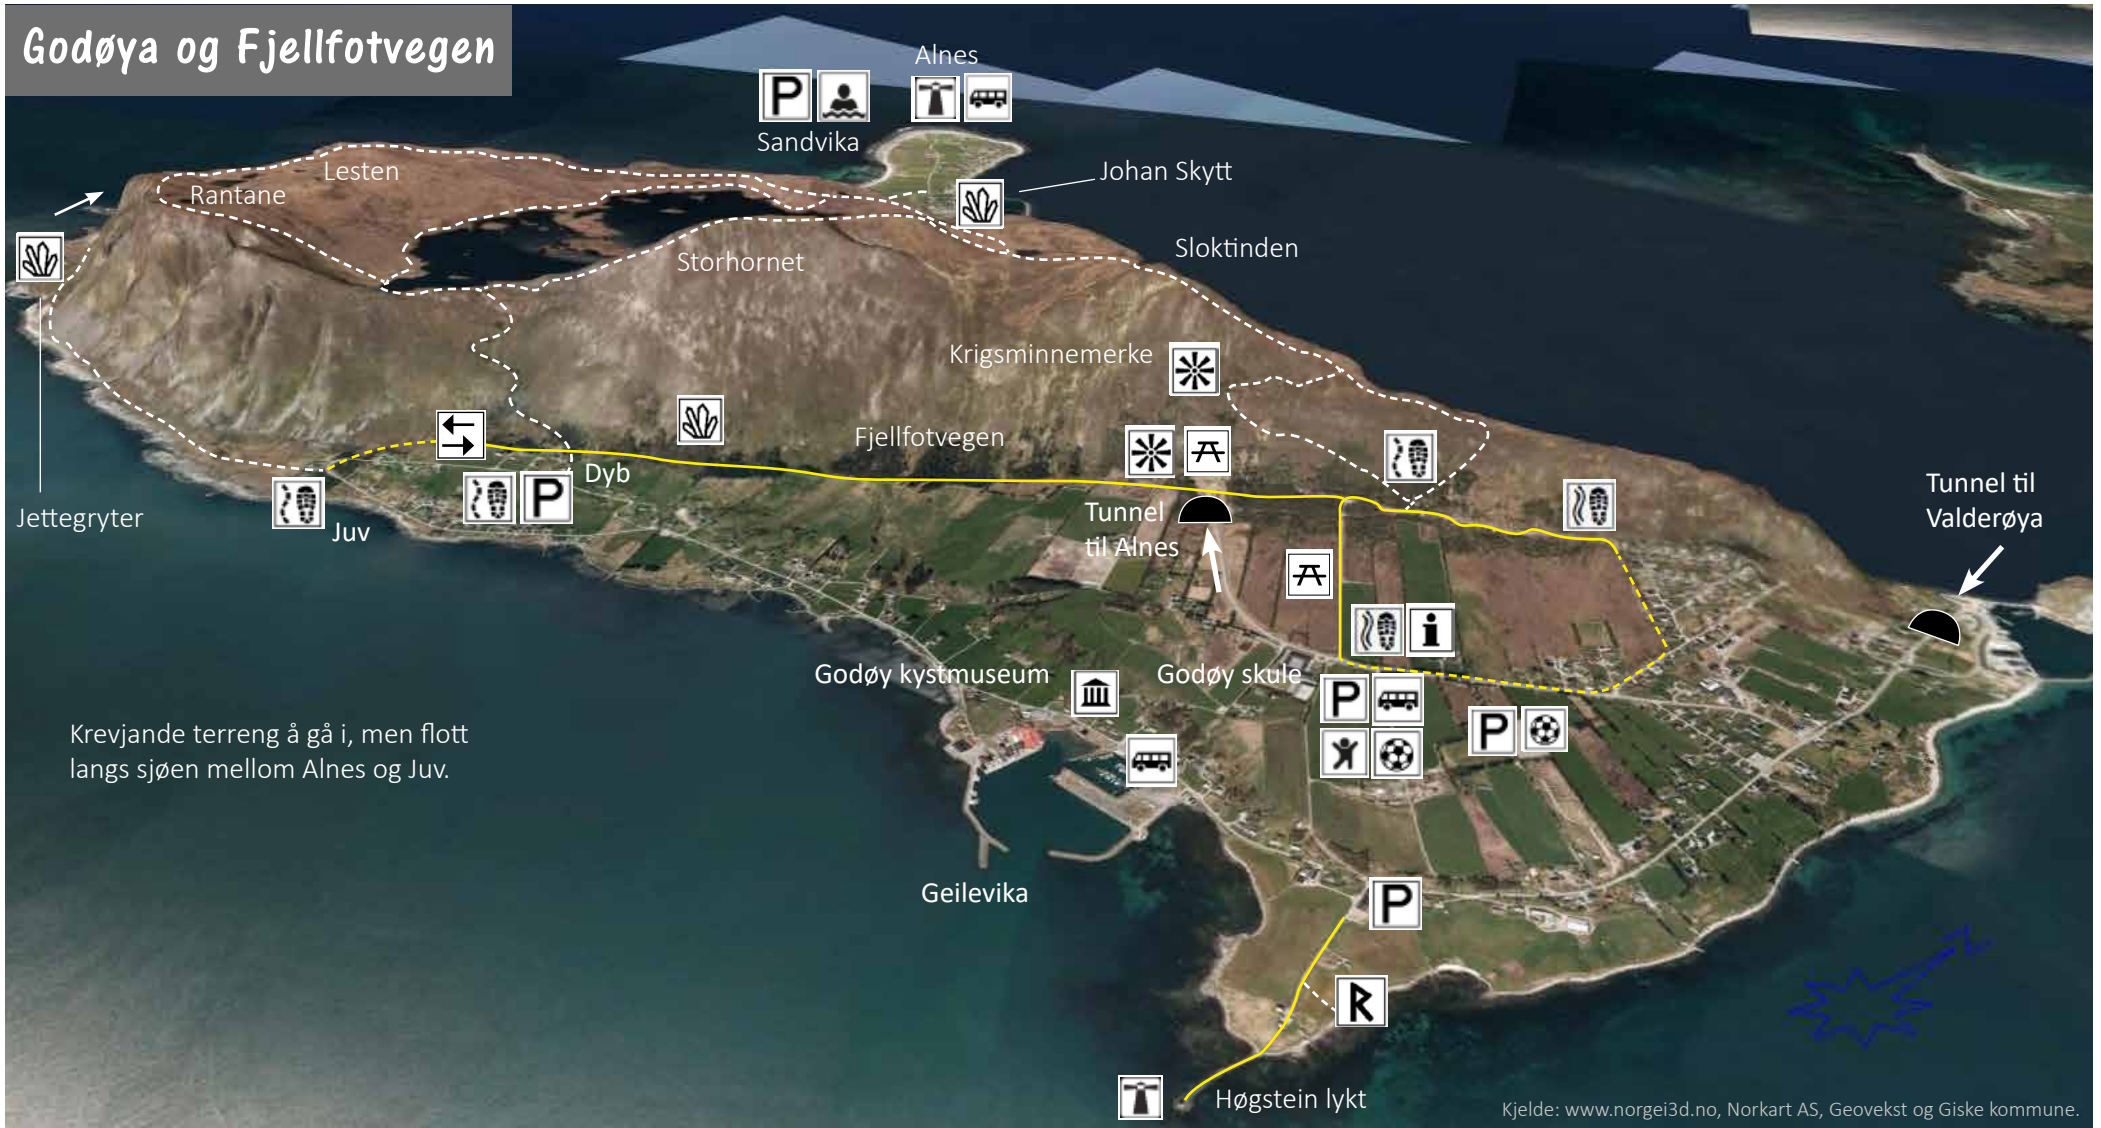 Godøya og Fjellfotvegen
Alnes
P
Sandvika
Johan Skytt
Lesten
Rantane
Storhornet
Sloktinden
Krigsminnemerke
Fjellfotvegen
Dyb
P
Jettegryter
Juv
Tunnel
til Alnes
Tunnel til
Valderøya
i
Godøy kystmuseum
Godøy skule
P
P
Krevjande terreng å gå i, men flott
langs sjøen mellom Alnes og Juv.
Geilevika
P
R
Høgstein lykt
Kjelde: www.norgei3d.no, Norkart AS, Geovekst og Giske kommune.